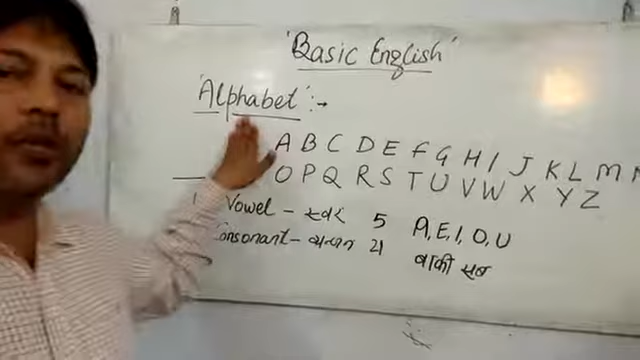 'Basic English'
'Alphabet' :→
A B C D E F G H I J K L M N
O P Q R S T U V W X Y Z
Vowel - स्वर 5 A, E, I, O, U
Consonant - व्यंजन 21 बाकी सब